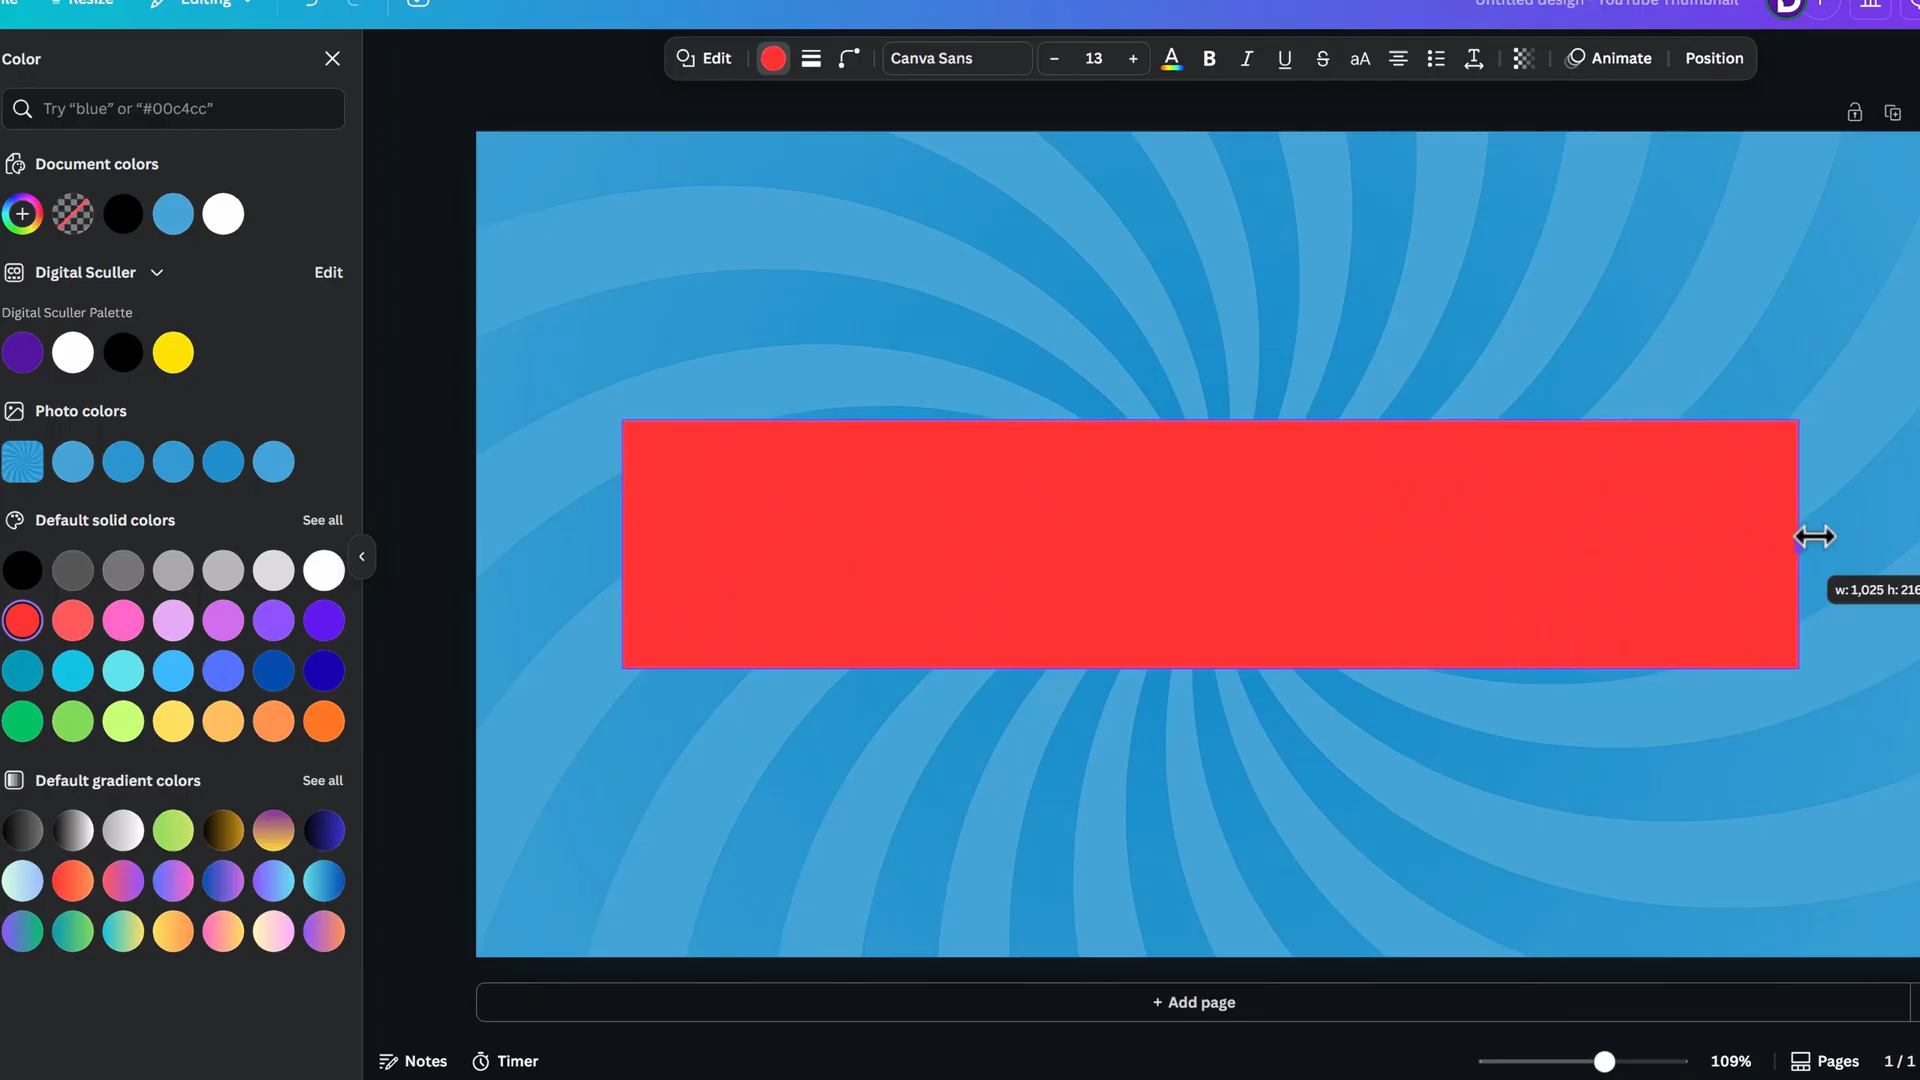 Resize
Editing
Untitled design - YouTube Thumbnail
Color
Try “blue” or “#00c4cc”
Document colors
Digital Sculler
Edit
Digital Sculler Palette
Photo colors
Default solid colors
See all
Default gradient colors
See all
Edit
Canva Sans
– 13 +
A B I U S aA
Animate
Position
w: 1,025 h: 216
+ Add page
Notes
Timer
109%
Pages
1 / 1